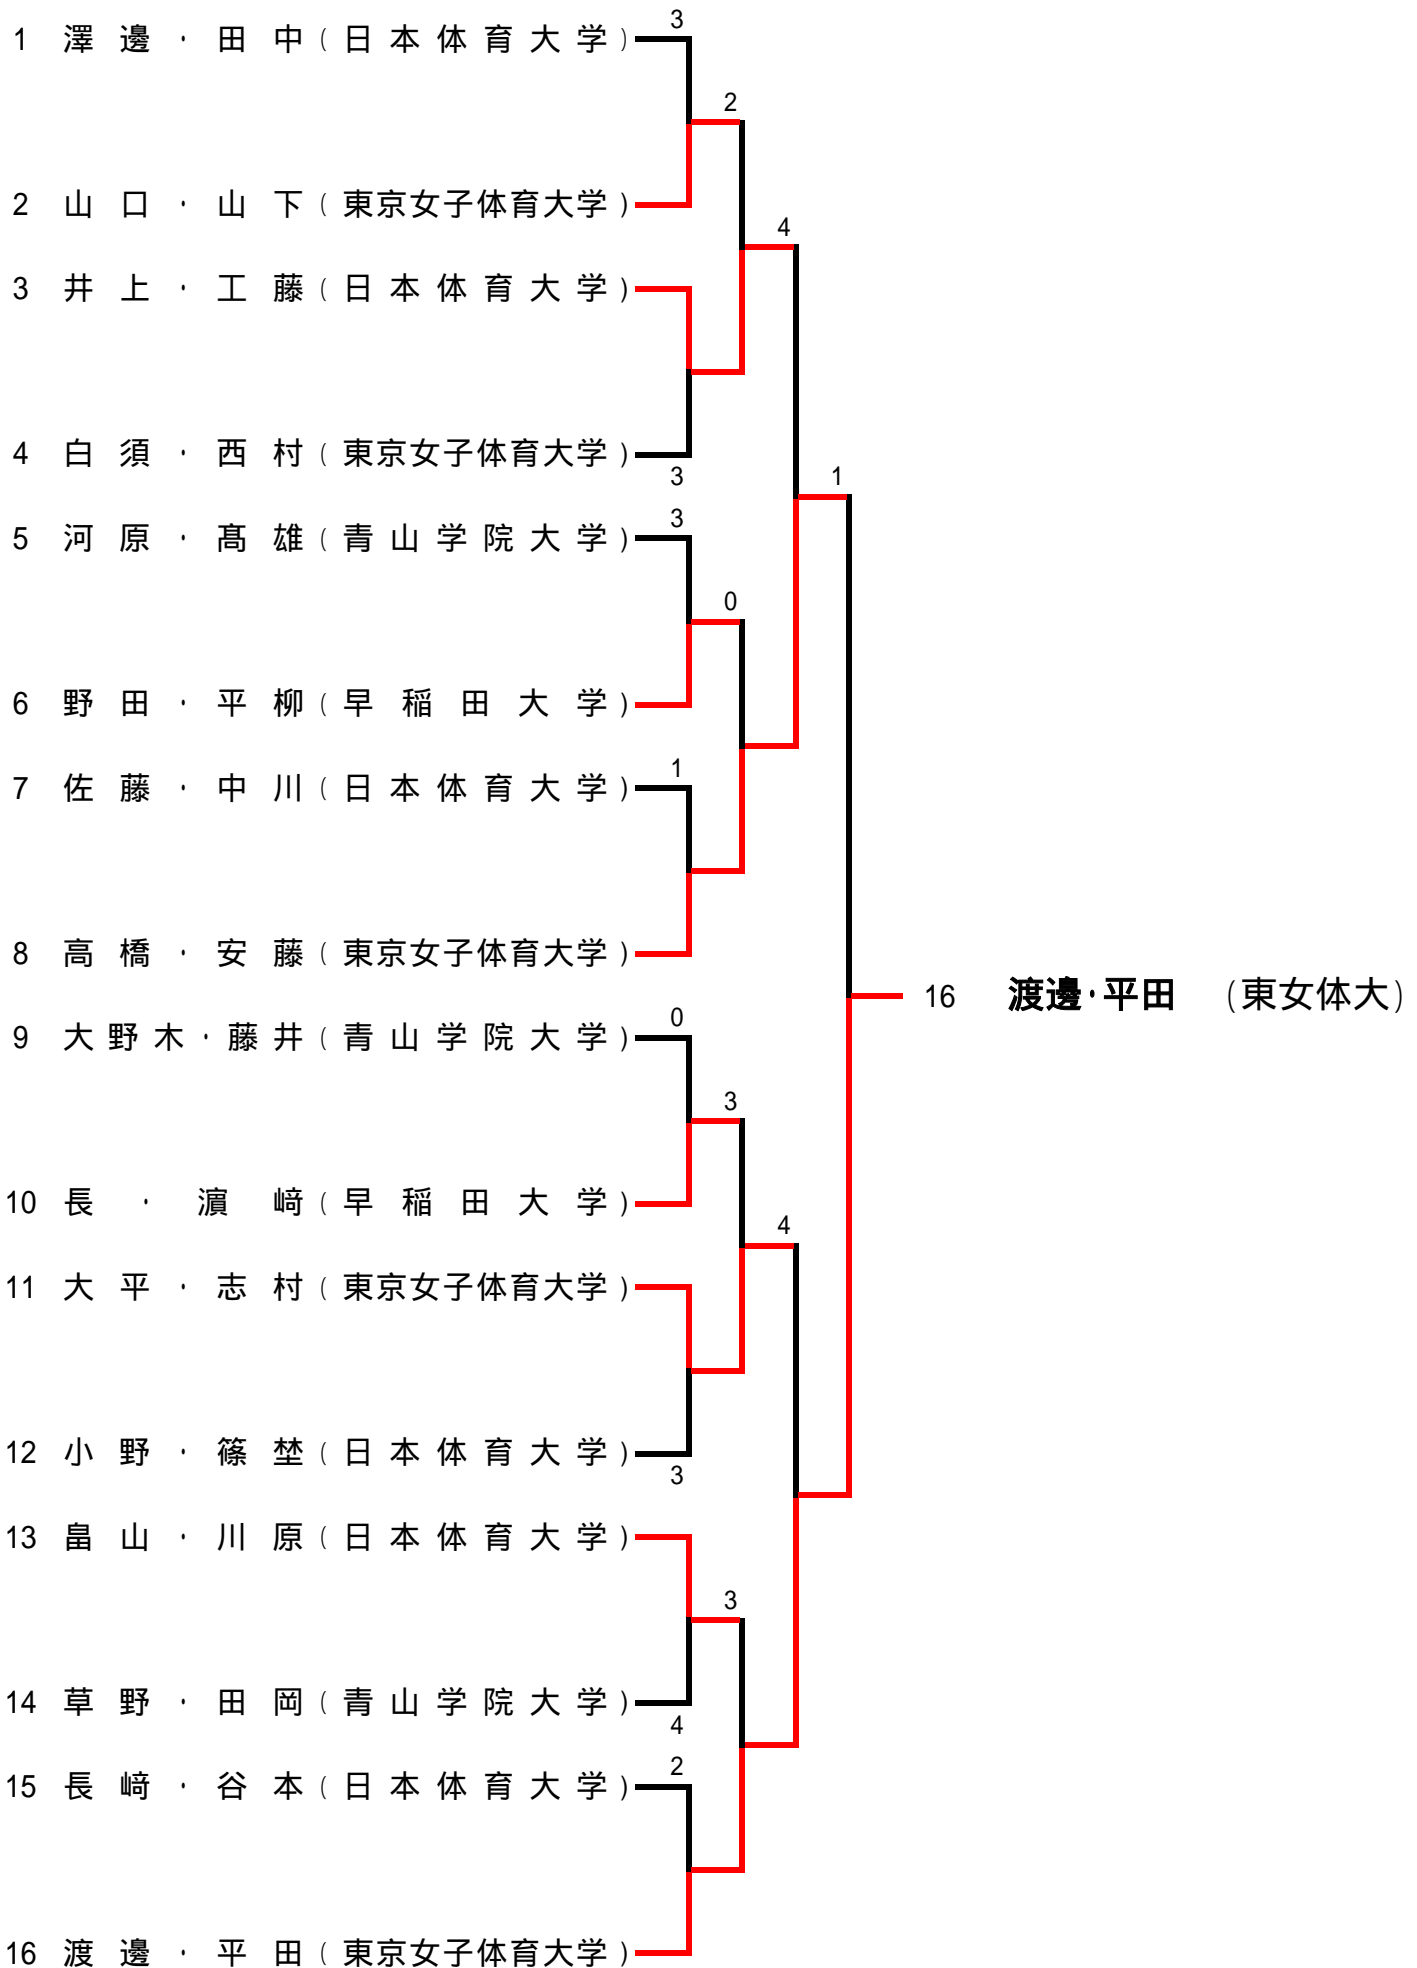 3
1 澤邊・田中(日本体育大学)
2
2 山口・山下(東京女子体育大学)
4
3 井上・工藤(日本体育大学)
4 白須・西村(東京女子体育大学)
3
1
3
5 河原・髙雄(青山学院大学)
0
6 野田・平柳(早稲田大学)
1
7 佐藤・中川(日本体育大学)
8 高橋・安藤(東京女子体育大学)
16 渡邊・平田 (東女体大)
0
9 大野木・藤井(青山学院大学)
3
10 長・濵﨑(早稲田大学)
4
11 大平・志村(東京女子体育大学)
12 小野・篠埜(日本体育大学)
3
13 畠山・川原(日本体育大学)
3
14 草野・田岡(青山学院大学)
4
2
15 長﨑・谷本(日本体育大学)
16 渡邊・平田(東京女子体育大学)